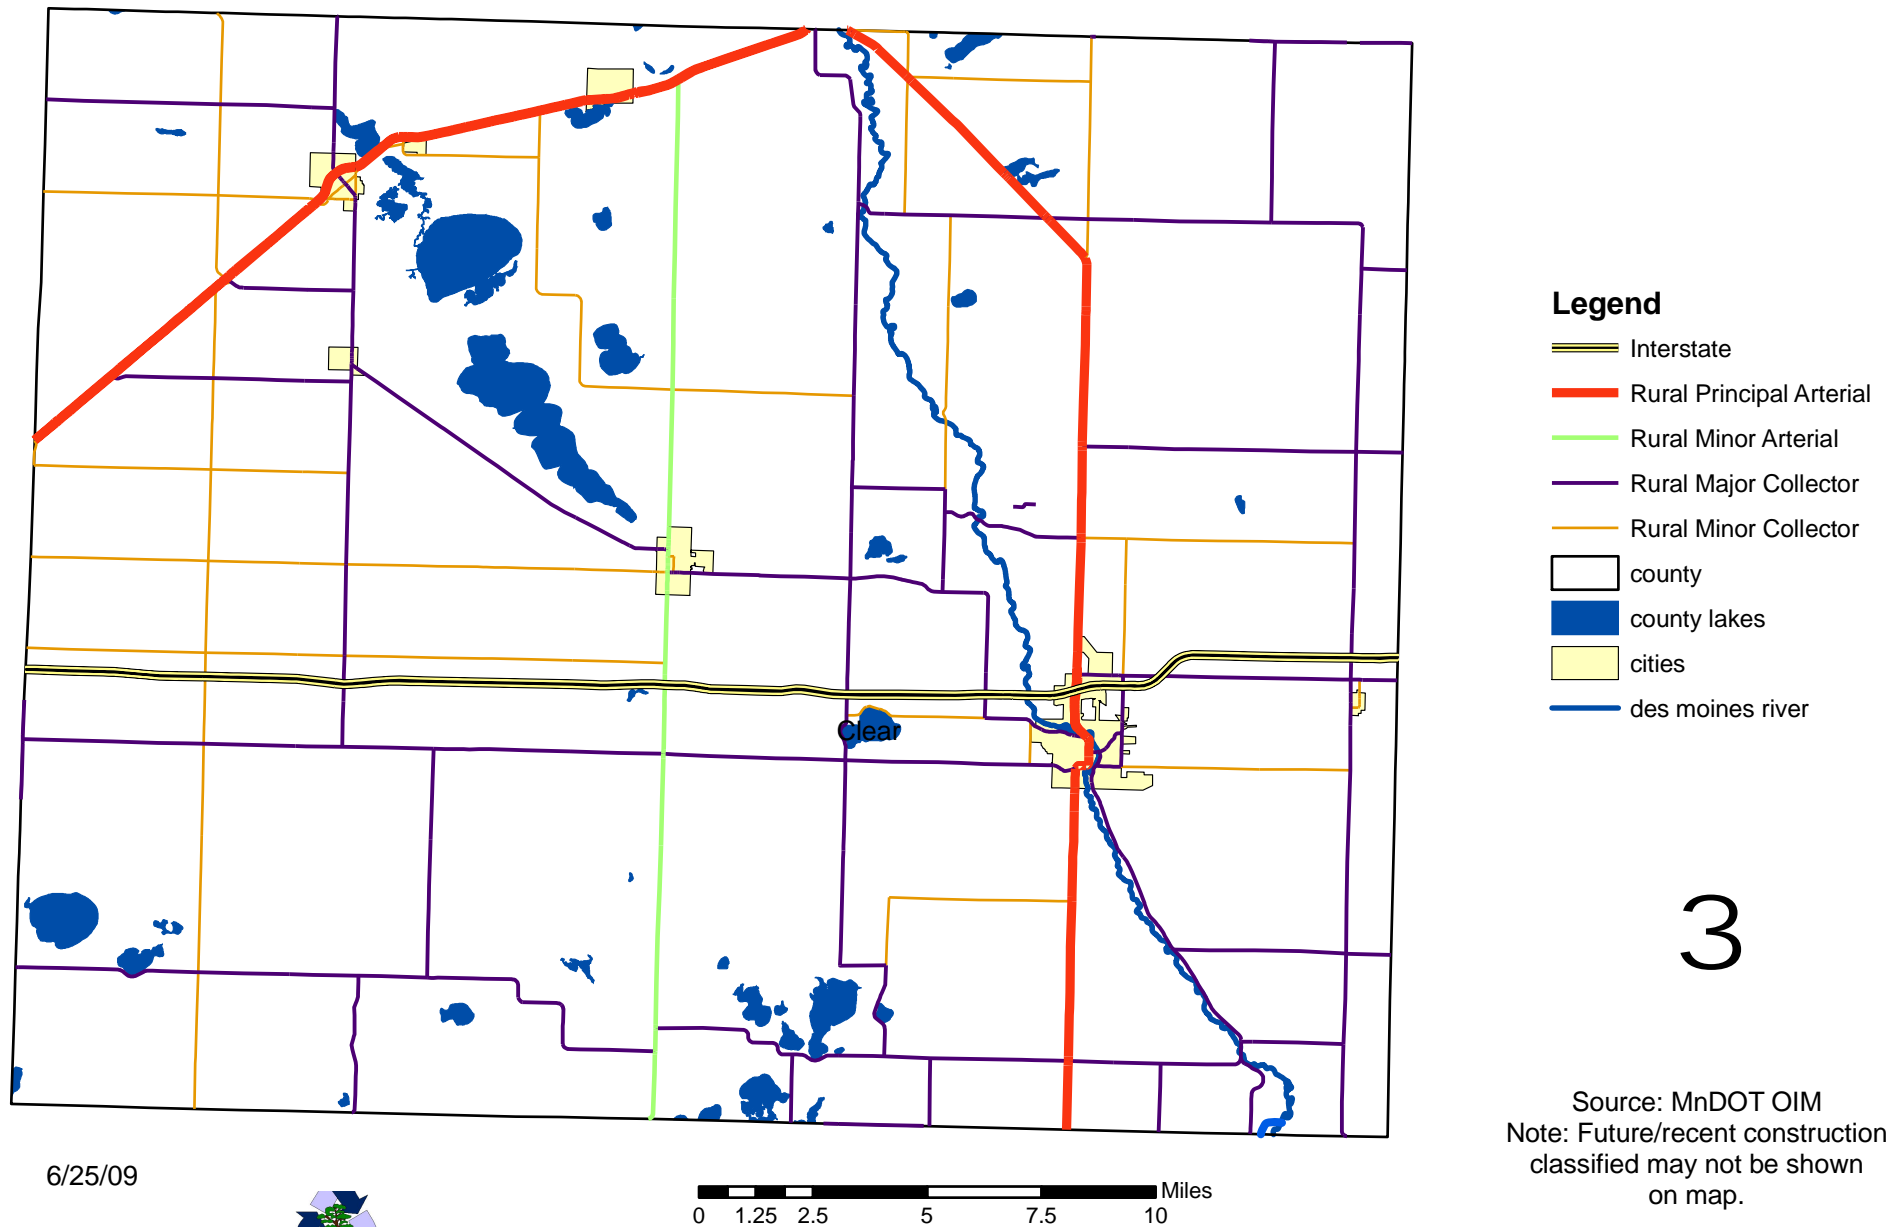 Clear
Legend
Interstate
Rural Principal Arterial
Rural Minor Arterial
Rural Major Collector
Rural Minor Collector
county
county lakes
cities
des moines river
3
Source: MnDOT OIM
Note: Future/recent construction
classified may not be shown
on map.
6/25/09
Miles
0 1.25 2.5 5 7.5 10